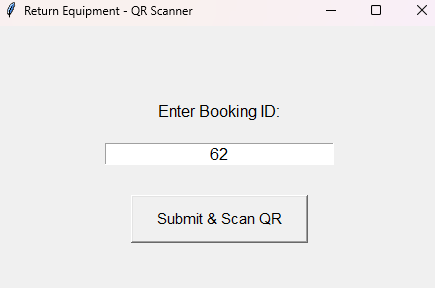 Return Equipment - QR Scanner
Enter Booking ID:
62
Submit & Scan QR